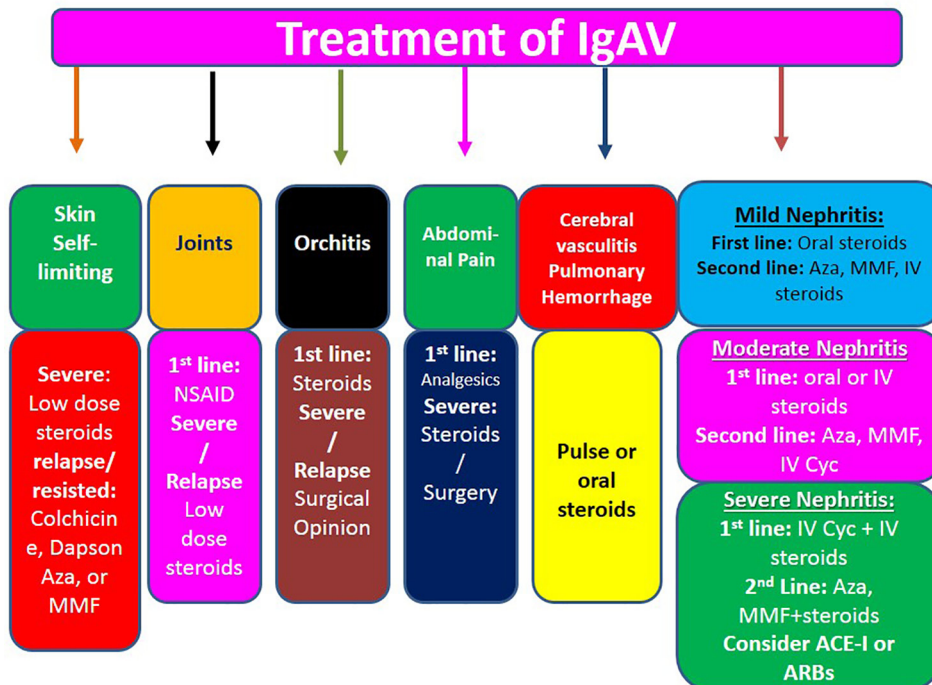 Treatment of IgAV
Skin
Self-
limiting
Severe:
Low dose
steroids
relapse/
resisted:
Colchicin
e, Dapson
Aza, or
MMF
Joints
1st line:
NSAID
Severe
/
Relapse
Low
dose
steroids
Orchitis
1st line:
Steroids
Severe
/
Relapse
Surgical
Opinion
Abdomi-
nal Pain
1st line:
Analgesics
Severe:
Steroids
/
Surgery
Cerebral
vasculitis
Pulmonary
Hemorrhage
Pulse or
oral
steroids
Mild Nephritis:
First line: Oral steroids
Second line: Aza, MMF, IV
steroids
Moderate Nephritis
1st line: oral or IV
steroids
Second line: Aza, MMF,
IV Cyc
Severe Nephritis:
1st line: IV Cyc + IV
steroids
2nd Line: Aza,
MMF+steroids
Consider ACE-I or
ARBs